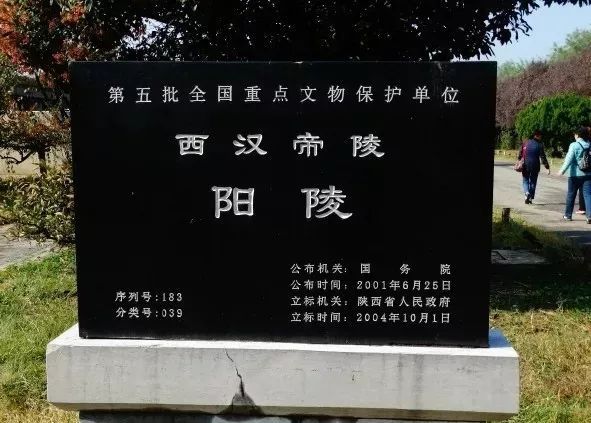 第五批全国重点文物保护单位
西汉帝陵
阳陵
公布机关：国务院
公布时间：2001年6月25日
序列号：183 立标机关：陕西省人民政府
分类号：039 立标时间：2004年10月1日